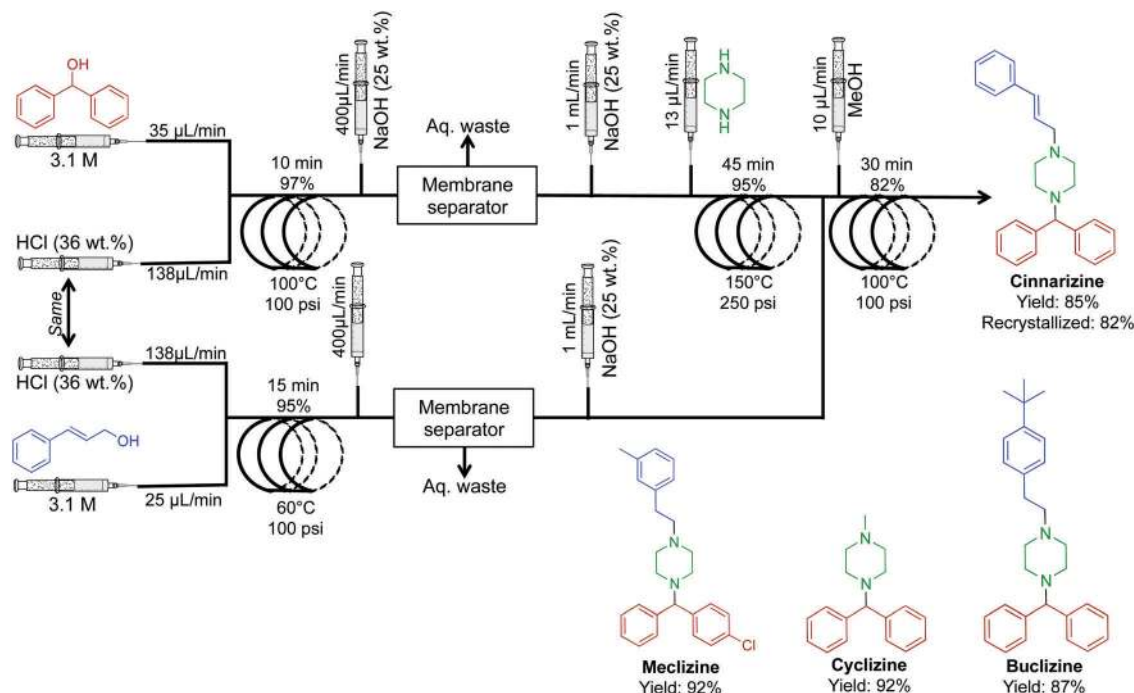 OH
3.1 M
35 µL/min
HCl (36 wt.%)
138µL/min
Same
138µL/min
HCl (36 wt.%)
OH
3.1 M
25 µL/min
10 min
97%
100°C
100 psi
400µL/min
NaOH (25 wt.%)
Aq. waste
Membrane
separator
1 mL/min
NaOH (25 wt.%)
13 µL/min
H
N
N
H
45 min
95%
150°C
250 psi
10 µL/min
MeOH
30 min
82%
100°C
100 psi
15 min
95%
60°C
100 psi
400µL/min
Membrane
separator
Aq. waste
1 mL/min
NaOH (25 wt.%)
N
N
Cinnarizine
Yield: 85%
Recrystallized: 82%
N
N
Cl
Meclizine
Yield: 92%
N
N
Cyclizine
Yield: 92%
N
N
Buclizine
Yield: 87%